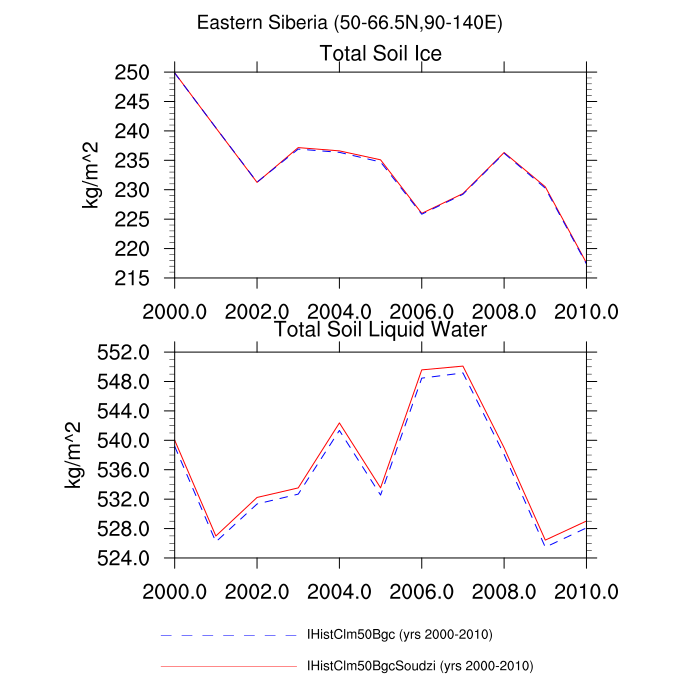 Eastern Siberia (50-66.5N,90-140E)
Total Soil Ice
250
245
240
235
230
225
220
215
kg/m^2
2000.0 2002.0 2004.0 2006.0 2008.0 2010.0
Total Soil Liquid Water
552.0
548.0
544.0
540.0
536.0
532.0
528.0
524.0
kg/m^2
2000.0 2002.0 2004.0 2006.0 2008.0 2010.0
IHistClm50Bgc (yrs 2000-2010)
IHistClm50BgcSoudzi (yrs 2000-2010)